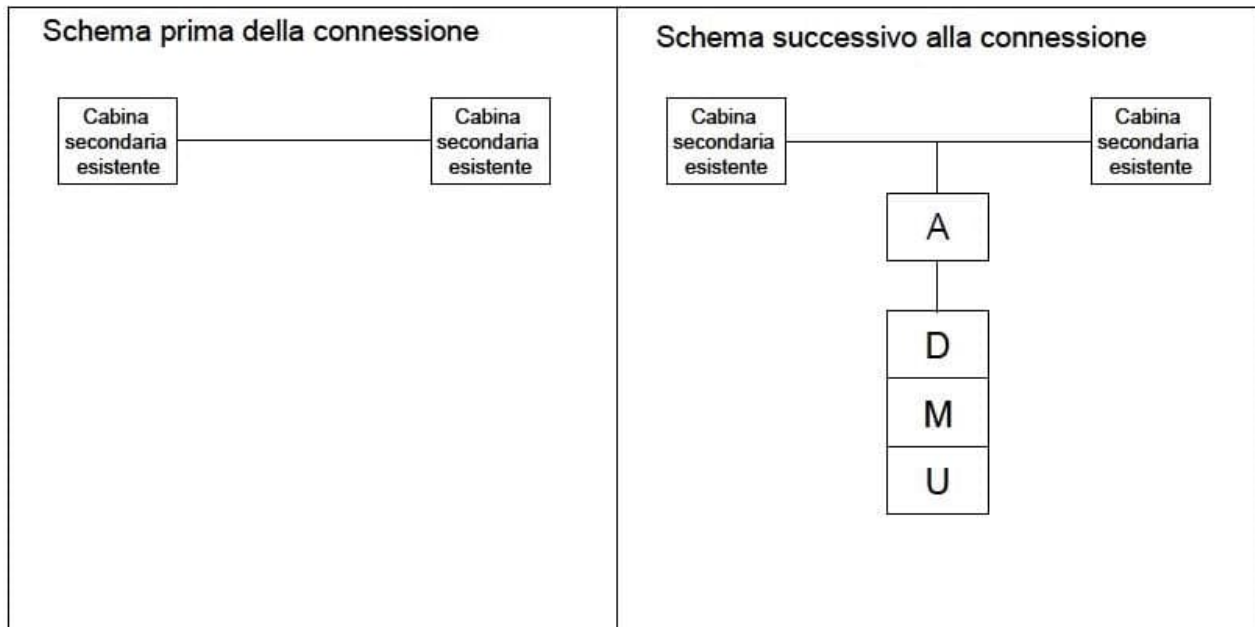 Schema prima della connessione
Cabina
secondaria
esistente
Cabina
secondaria
esistente
Schema successivo alla connessione
Cabina
secondaria
esistente
Cabina
secondaria
esistente
A
D
M
U